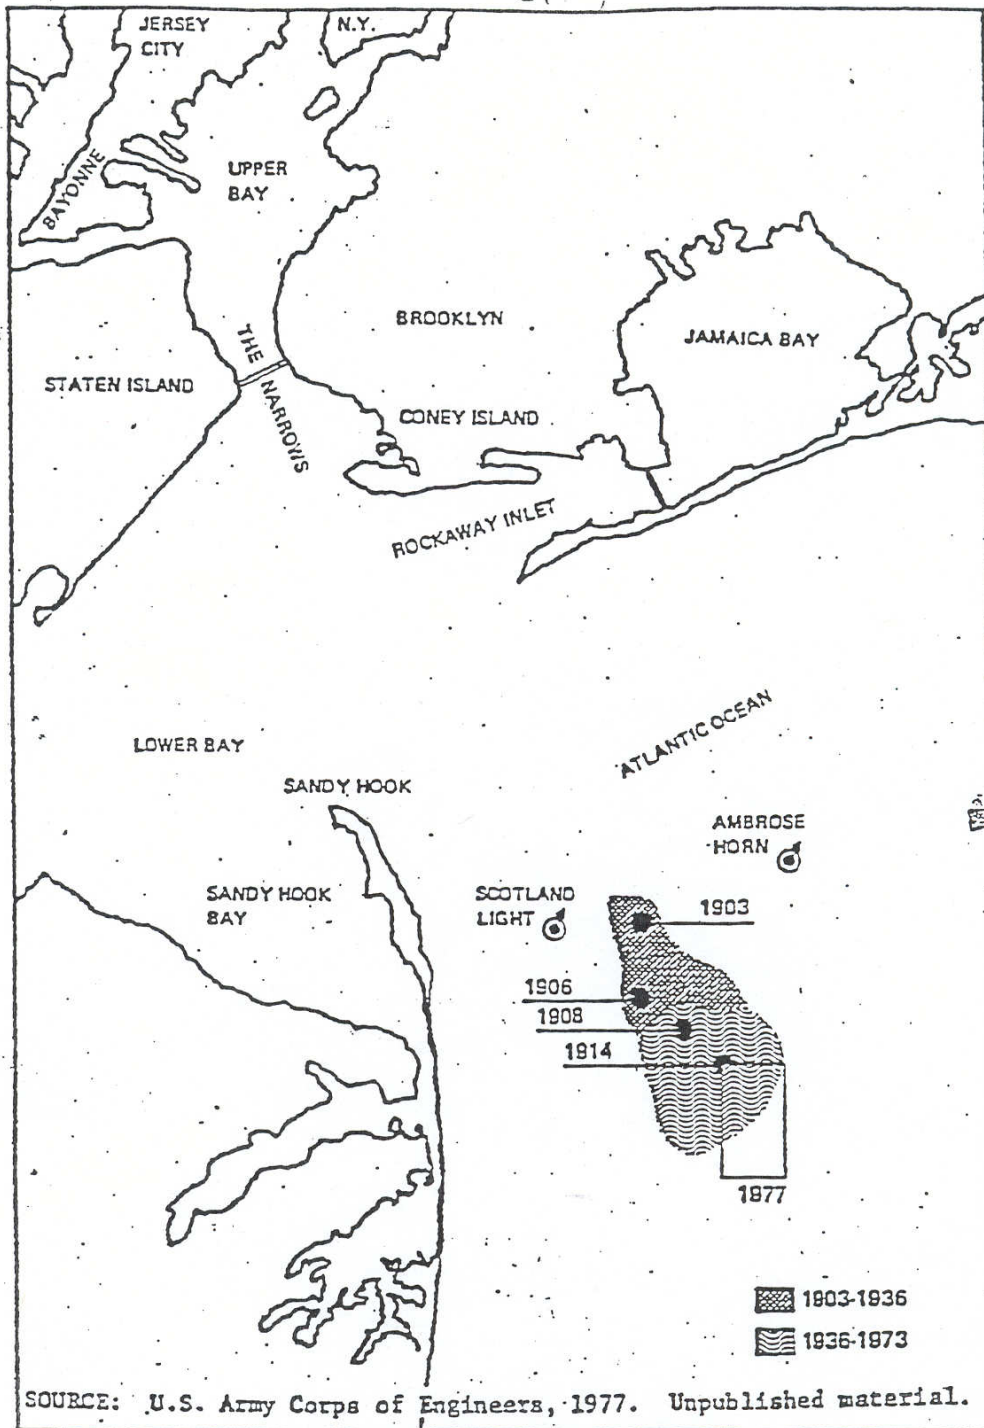 JERSEY
CITY
N.Y.
BAYONNE
UPPER
BAY
BROOKLYN
JAMAICA BAY
THE
NARROWS
STATEN ISLAND
CONEY ISLAND
ROCKAWAY INLET
ATLANTIC OCEAN
LOWER BAY
SANDY HOOK
AMBROSE
HORN
SANDY HOOK
BAY
SCOTLAND
LIGHT
1903
1906
1908
1914
1977
1903-1936
1936-1973
SOURCE: U.S. Army Corps of Engineers, 1977. Unpublished material.